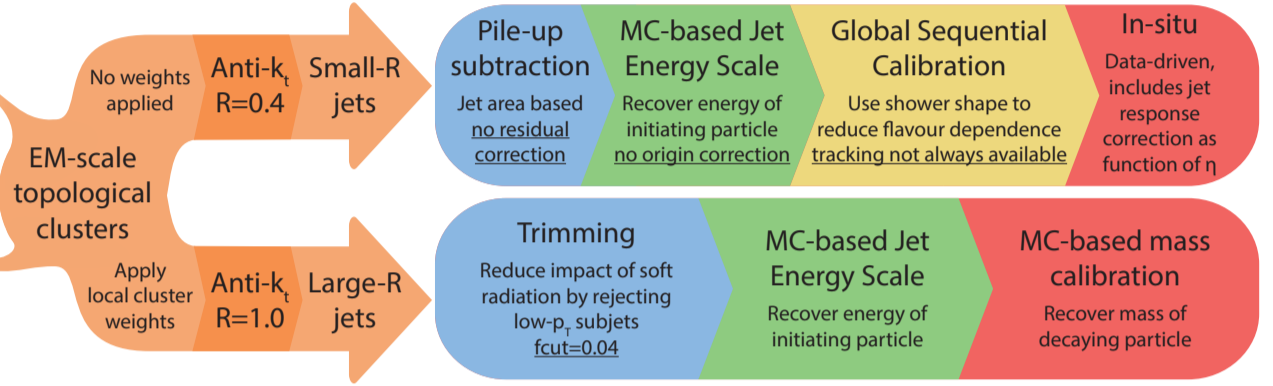 EM-scale
topological
clusters
No weights
applied
Anti-kt
R=0.4
Small-R
jets
Pile-up
subtraction
Jet area based
no residual
correction
MC-based Jet
Energy Scale
Recover energy of
initiating particle
no origin correction
Global Sequential
Calibration
Use shower shape to
reduce flavour dependence
tracking not always available
In-situ
Data-driven,
includes jet
response
correction as
function of η
Apply
local cluster
weights
Anti-kt
R=1.0
Large-R
jets
Trimming
Reduce impact of soft
radiation by rejecting
low-pT subjets
fcut=0.04
MC-based Jet
Energy Scale
Recover energy of
initiating particle
MC-based mass
calibration
Recover mass of
decaying particle